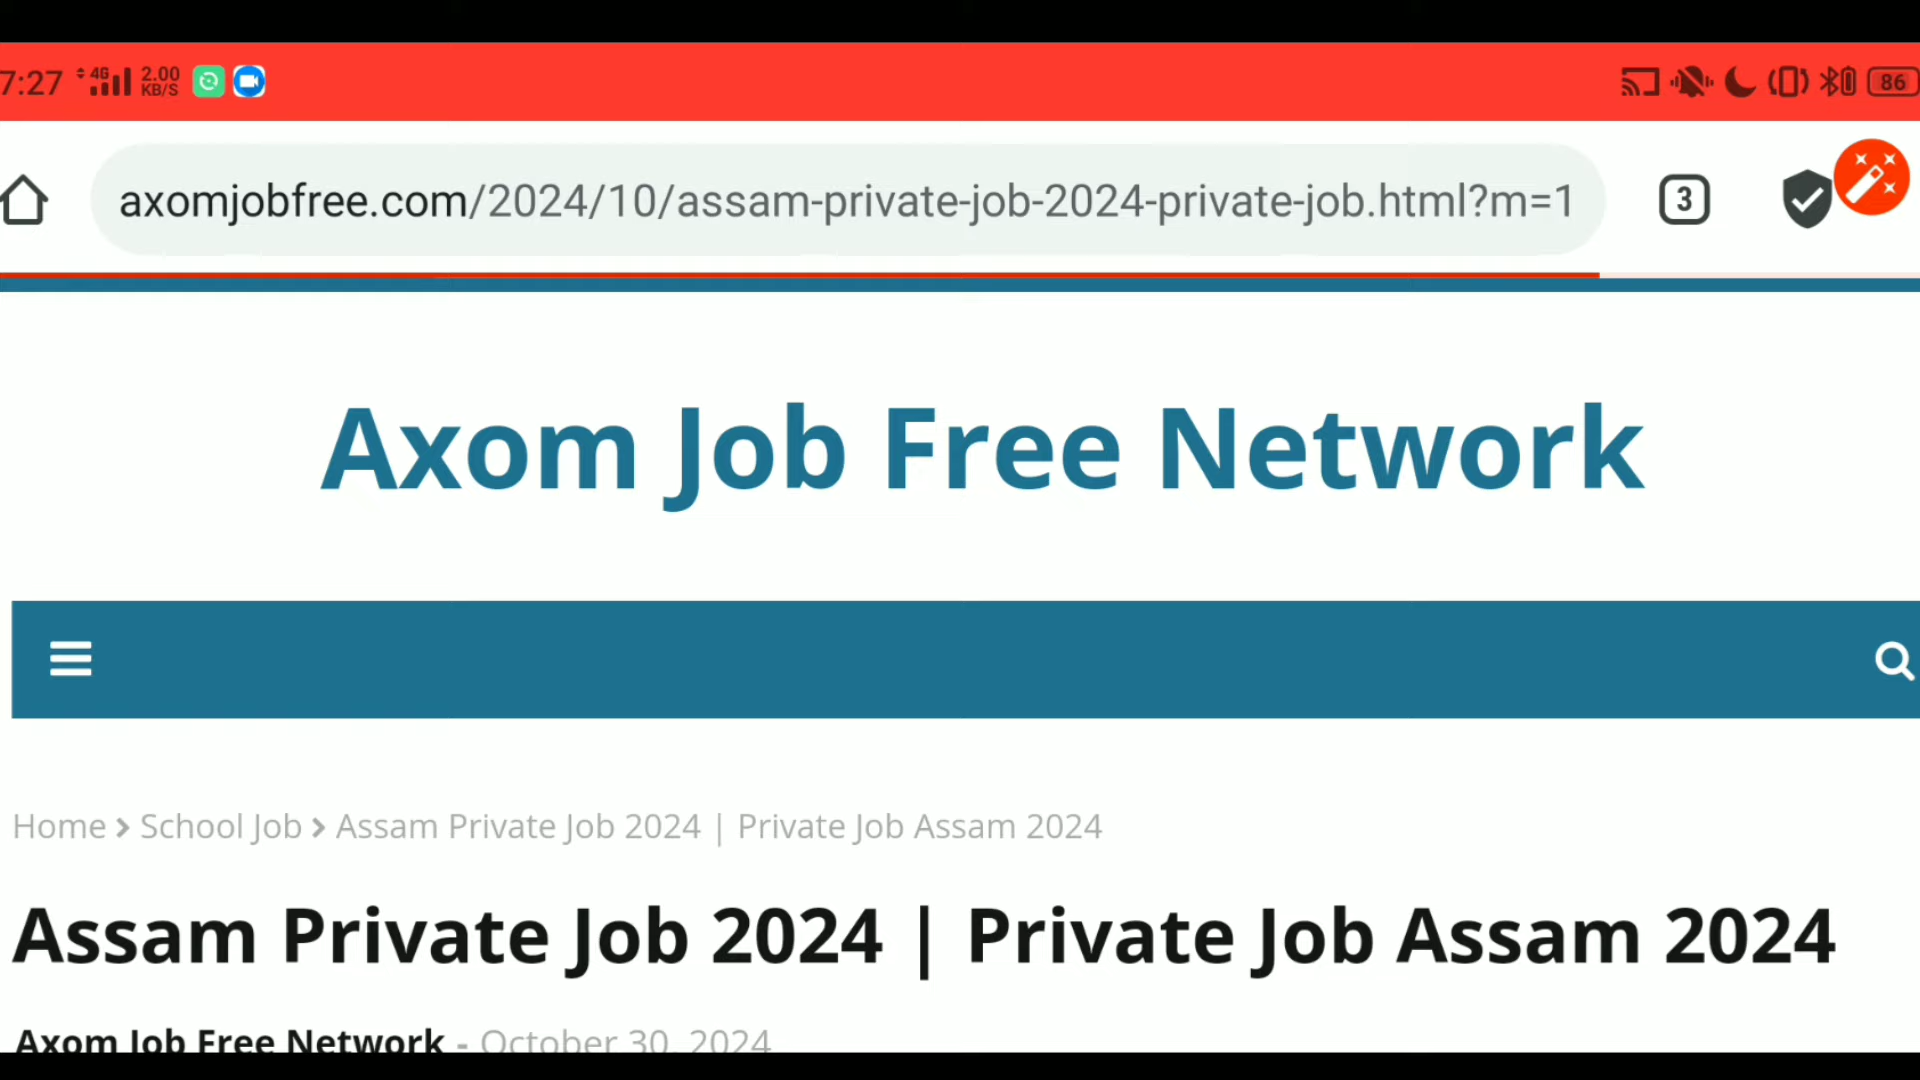 7:27 4G 2.00 KB/S 86
axomjobfree.com/2024/10/assam-private-job-2024-private-job.html?m=1 3
Axom Job Free Network
Home > School Job > Assam Private Job 2024 | Private Job Assam 2024
Assam Private Job 2024 | Private Job Assam 2024
Axom Job Free Network - October 30, 2024